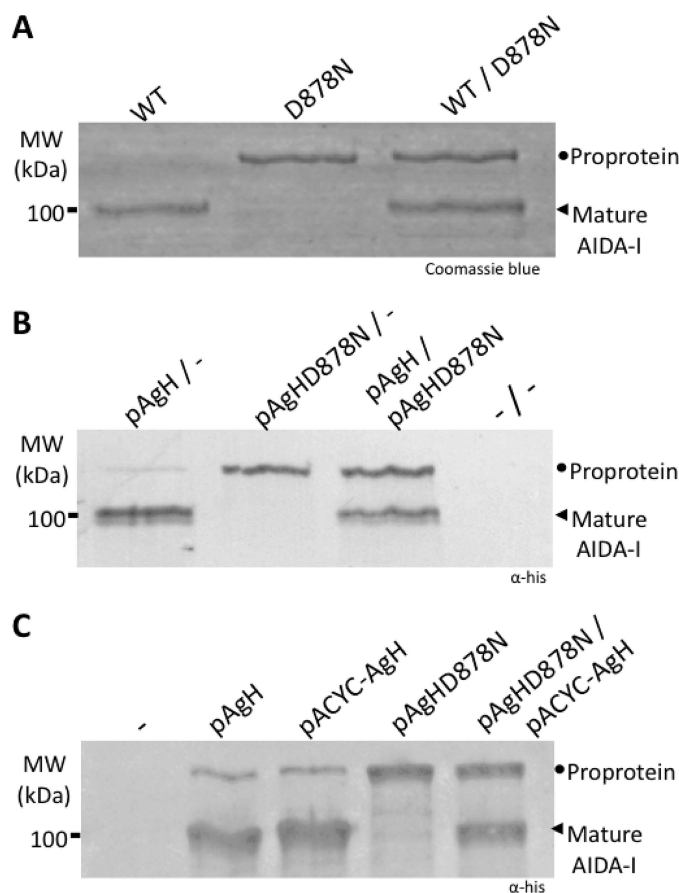 A
WT
D878N
WT / D878N
MW
(kDa)
100
●Proprotein
◄Mature
AIDA-I
Coomassie blue
B
pAgH / -
pAgHD878N / -
pAgH /
pAgHD878N
- / -
MW
(kDa)
100
●Proprotein
◄Mature
AIDA-I
α-his
C
-
pAgH
pACYC-AgH
pAgHD878N
pAgHD878N /
pACYC-AgH
MW
(kDa)
100
●Proprotein
◄Mature
AIDA-I
α-his